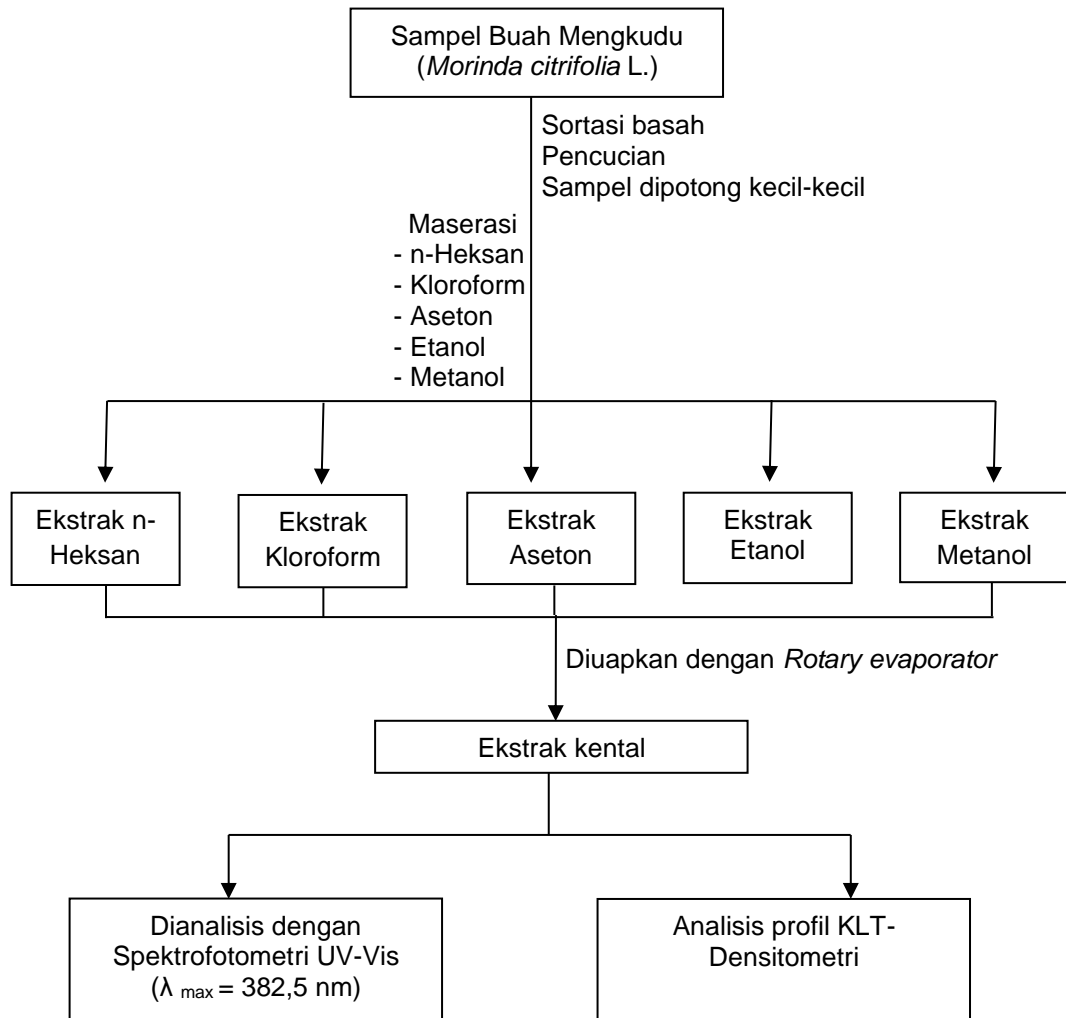 Sampel Buah Mengkudu
(Morinda citrifolia L.)
Sortasi basah
Pencucian
Sampel dipotong kecil-kecil
Maserasi
- n-Heksan
- Kloroform
- Aseton
- Etanol
- Metanol
Ekstrak n-
Heksan
Ekstrak
Kloroform
Ekstrak
Aseton
Ekstrak
Etanol
Ekstrak
Metanol
Diuapkan dengan Rotary evaporator
Ekstrak kental
Dianalisis dengan
Spektrofotometri UV-Vis
(λ max = 382,5 nm)
Analisis profil KLT-
Densitometri